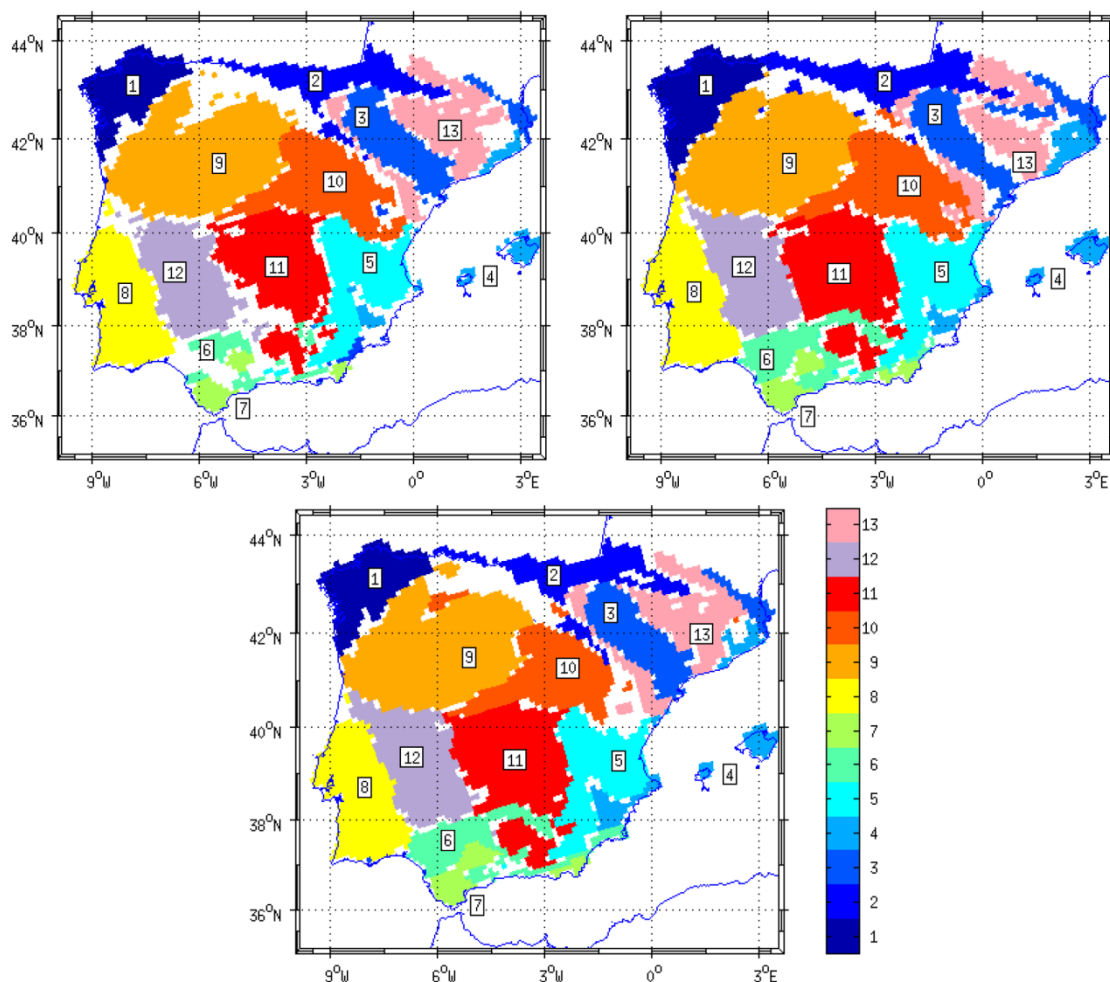 44°N 44°N
1 2 1 2
3 3
42°N 13 42°N 13
9 9
10 10
40°N 40°N
12 11 5 4 12 11 5 4
8 8
38°N 38°N
6 6
36°N 7 36°N 7
9°W 6°W 3°W 0° 3°E 9°W 6°W 3°W 0° 3°E
44°N
1 2
3
42°N 13
9 10
40°N
12 11 5 4
8
38°N
6
36°N 7
9°W 6°W 3°W 0° 3°E
13
12
11
10
9
8
7
6
5
4
3
2
1